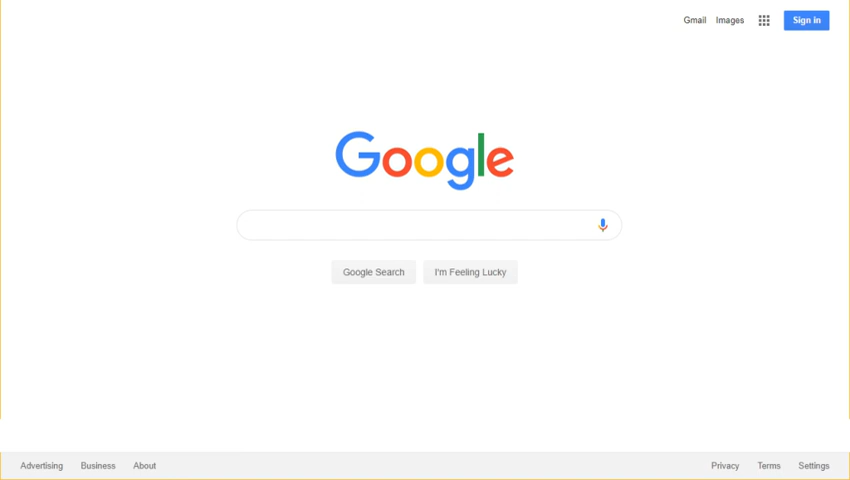 Gmail Images Sign in
Google
Google Search I'm Feeling Lucky
Advertising Business About Privacy Terms Settings